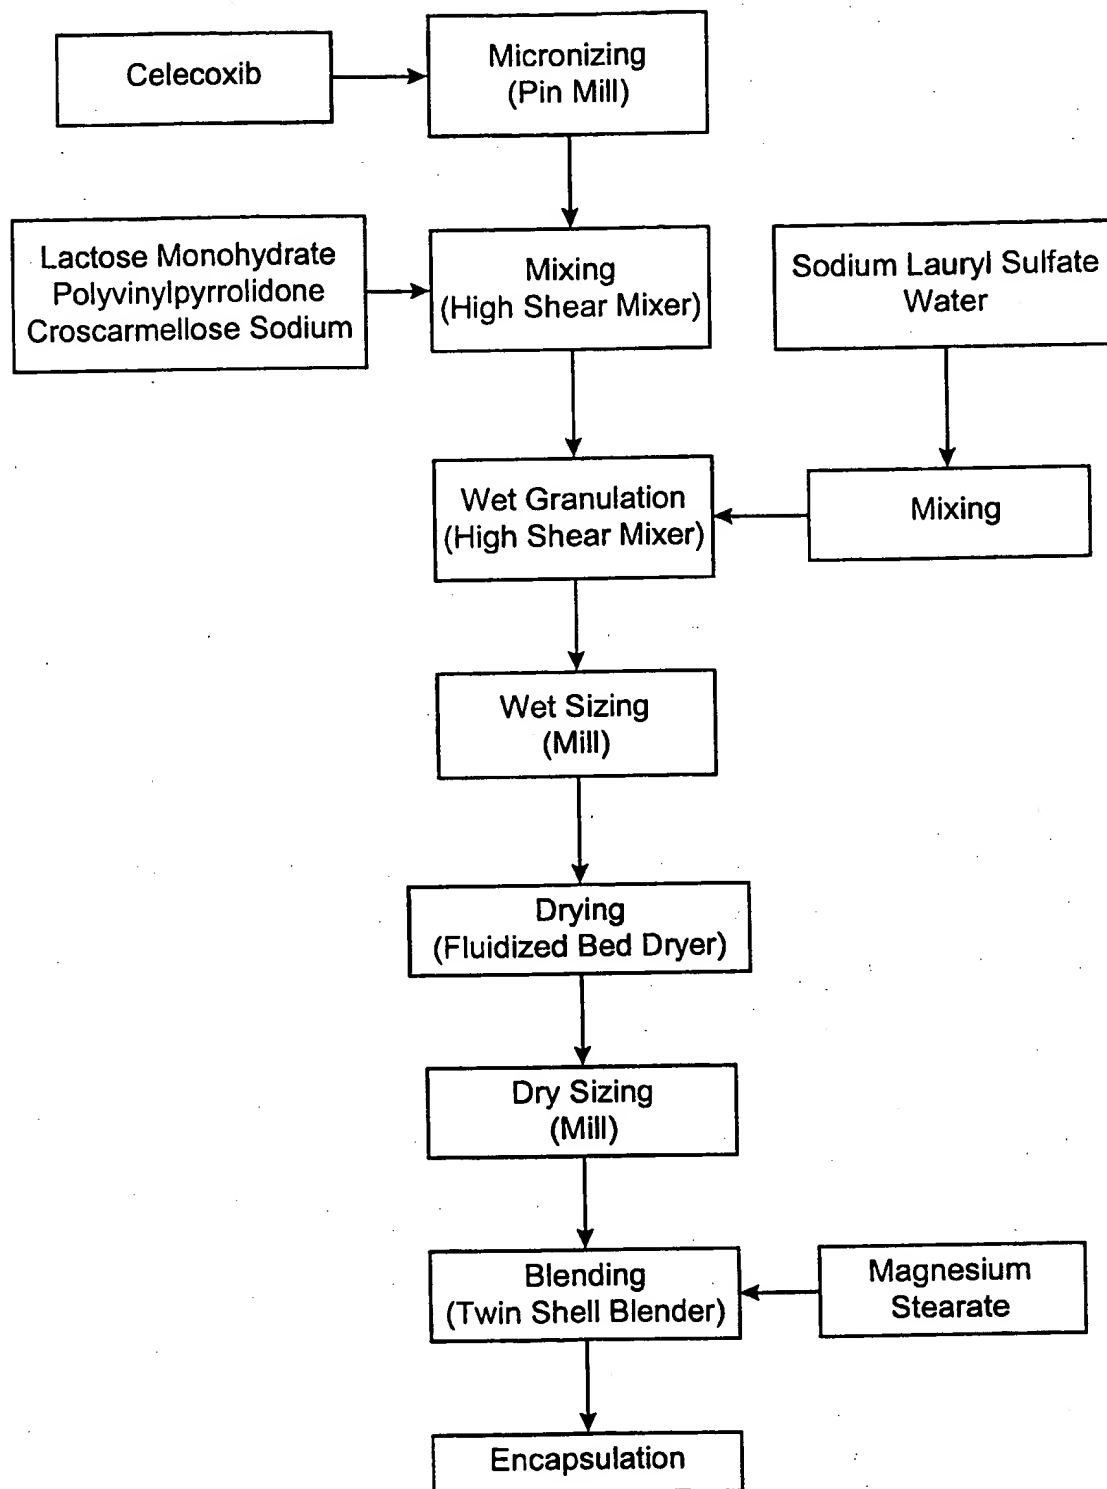 Celecoxib
Micronizing
(Pin Mill)
Lactose Monohydrate
Polyvinylpyrrolidone
Croscarmellose Sodium
Mixing
(High Shear Mixer)
Sodium Lauryl Sulfate
Water
Wet Granulation
(High Shear Mixer)
Mixing
Wet Sizing
(Mill)
Drying
(Fluidized Bed Dryer)
Dry Sizing
(Mill)
Blending
(Twin Shell Blender)
Magnesium
Stearate
Encapsulation